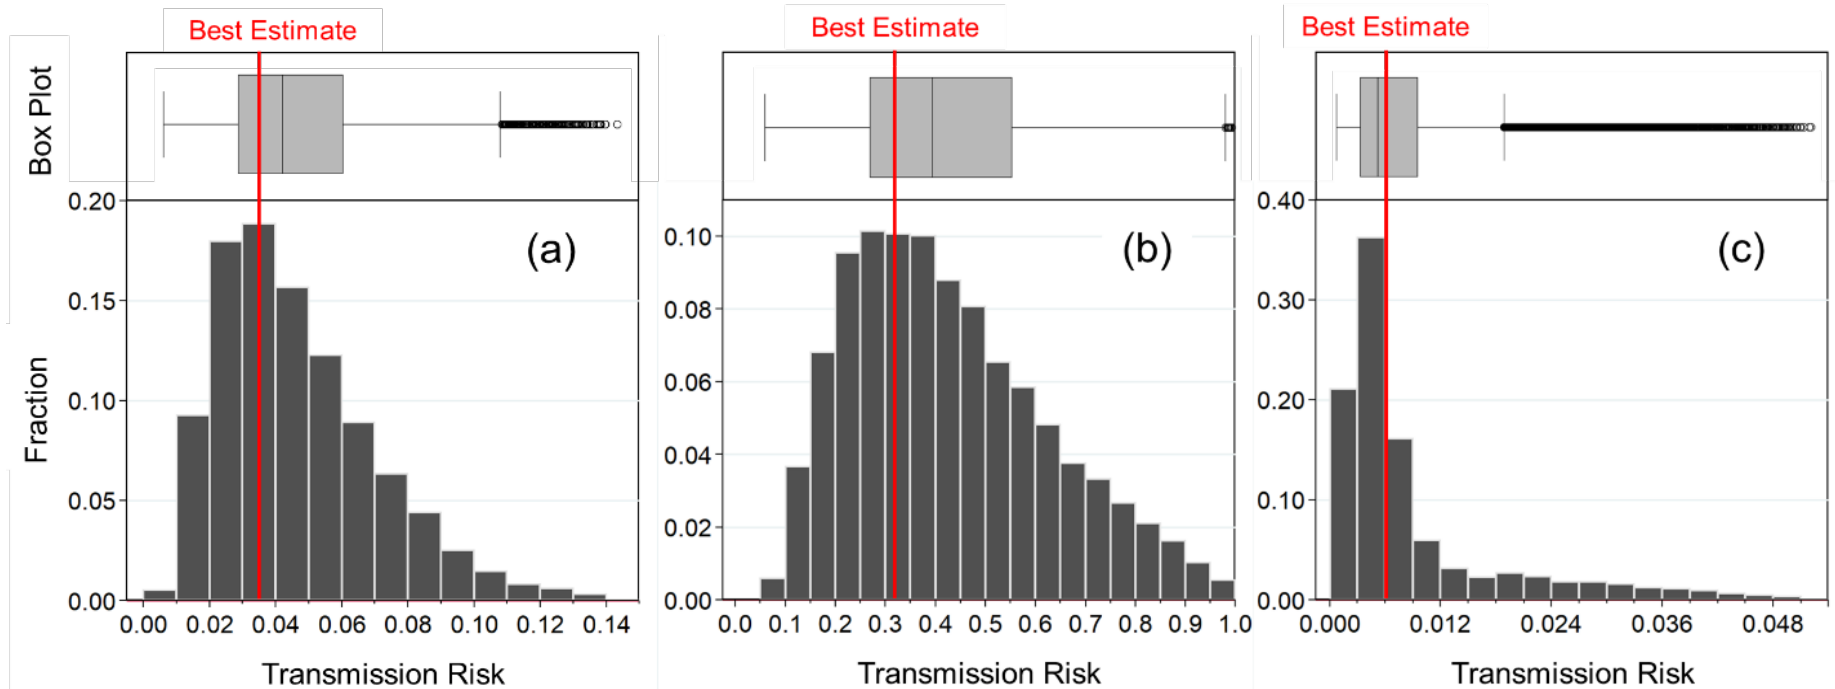 Best Estimate
Best Estimate
Best Estimate
Box Plot
Fraction
0.20
0.15
0.10
0.05
0.00
(a)
0.00 0.02 0.04 0.06 0.08 0.10 0.12 0.14
Transmission Risk
0.10
0.08
0.06
0.04
0.02
0.00
(b)
0.0 0.1 0.2 0.3 0.4 0.5 0.6 0.7 0.8 0.9 1.0
Transmission Risk
0.40
0.30
0.20
0.10
0.00
(c)
0.000 0.012 0.024 0.036 0.048
Transmission Risk